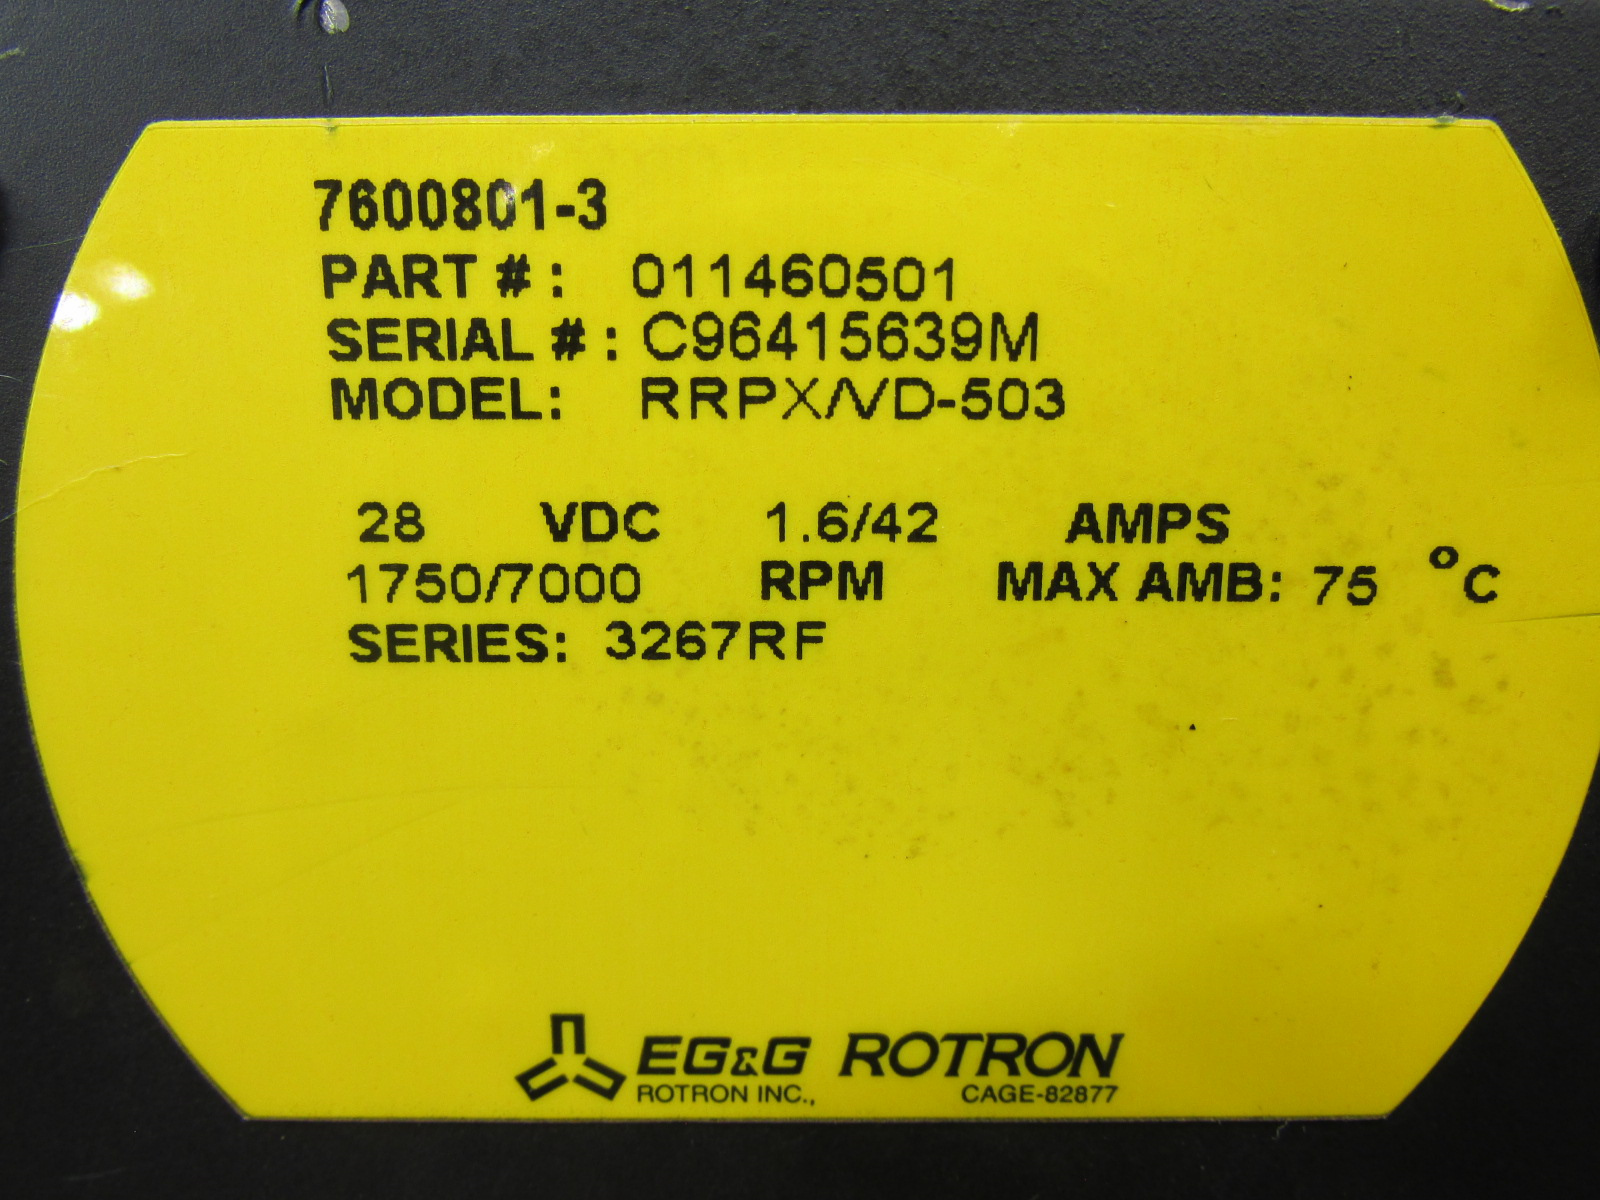 7600801-3
PART #: 011460501
SERIAL #: C96415639M
MODEL: RRPX/VD-503
28 VDC 1.6/42 AMPS
1750/7000 RPM MAX AMB: 75 °C
SERIES: 3267RF
EG&G ROTRON
ROTRON INC., CAGE-82877